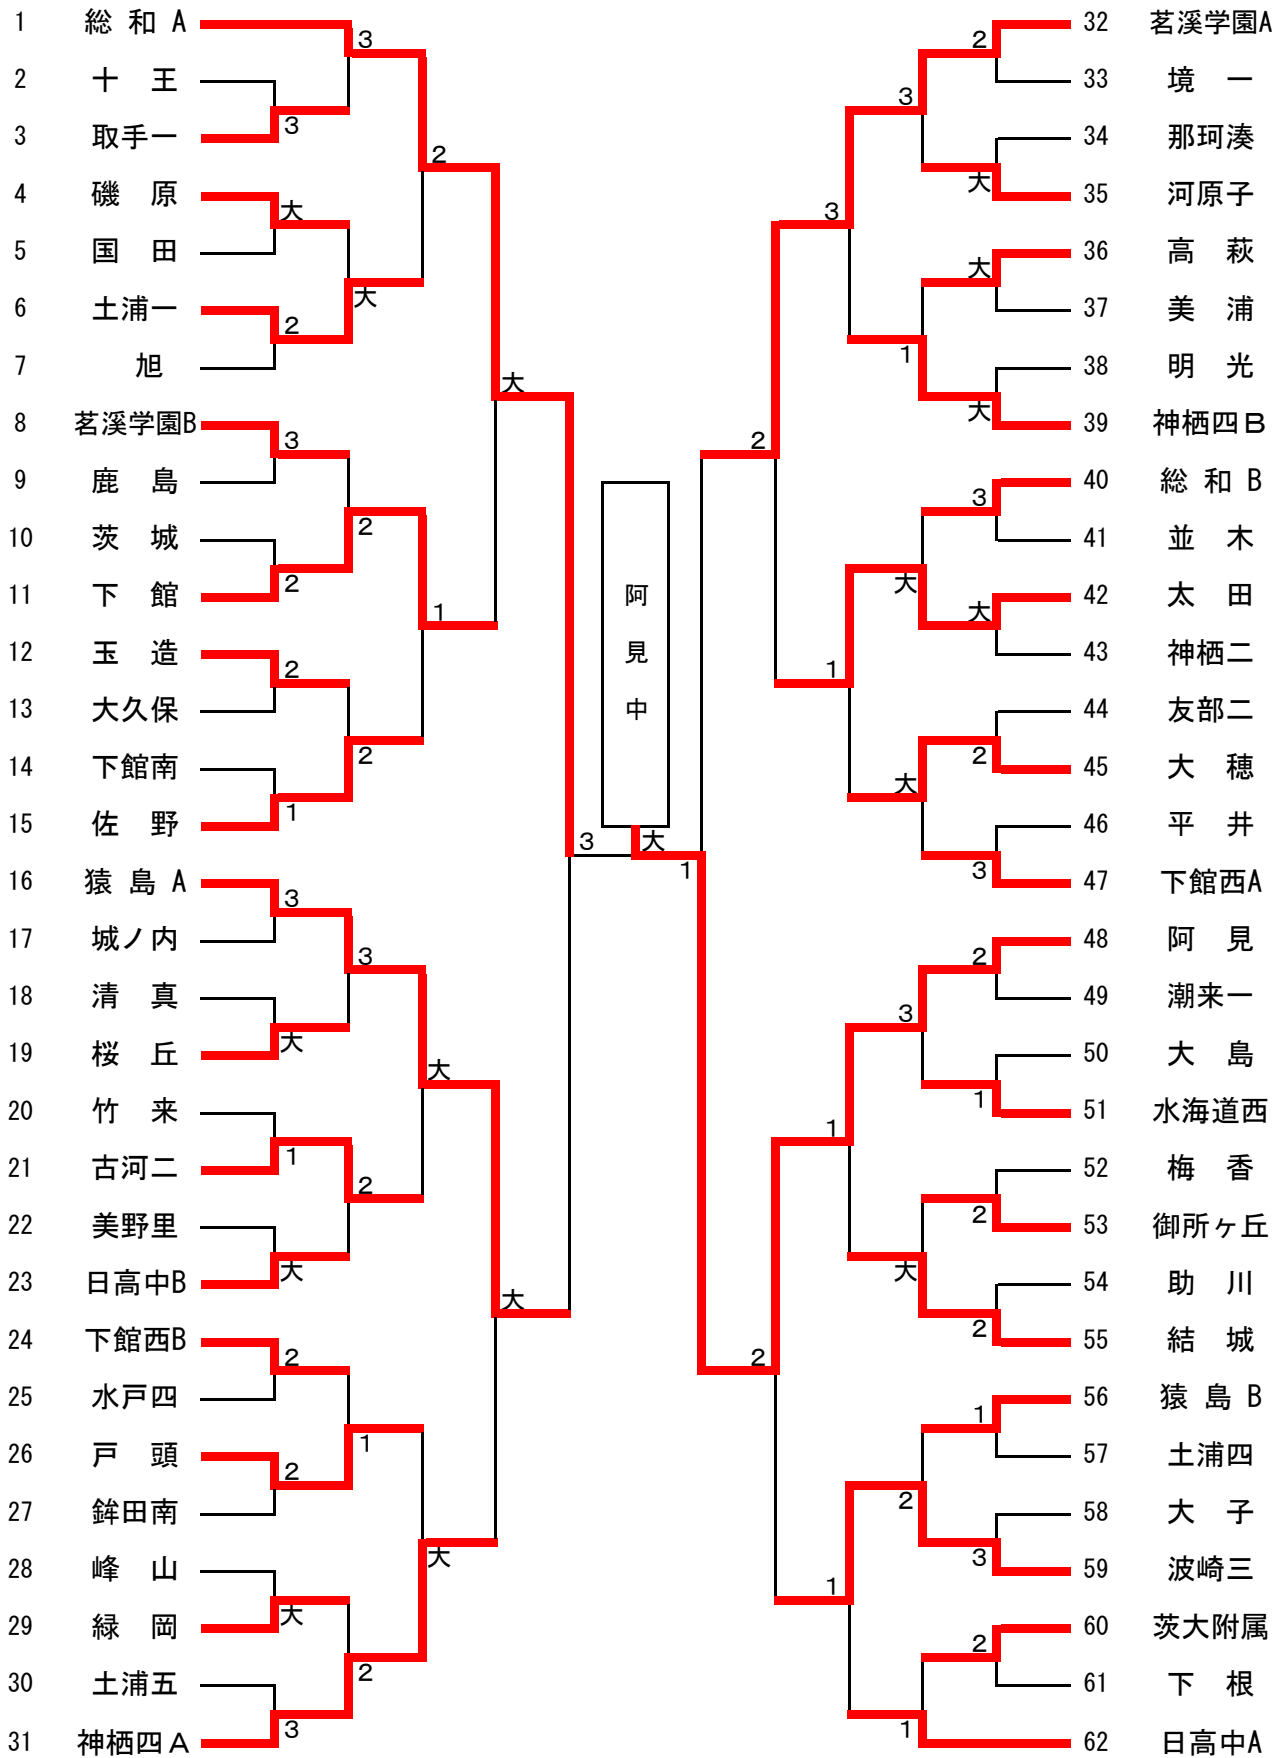 1 総 和 A
2 十 王
3 取手一
4 磯 原
5 国 田
6 土浦一
7 旭
8 茗溪学園B
9 鹿 島
10 茨 城
11 下 館
12 玉 造
13 大久保
14 下館南
15 佐 野
16 猿 島 A
17 城ノ内
18 清 真
19 桜 丘
20 竹 来
21 古河二
22 美野里
23 日高中B
24 下館西B
25 水戸四
26 戸 頭
27 鉾田南
28 峰 山
29 緑 岡
30 土浦五
31 神栖四 A
3
3
大
2
3
2
2
1
3
大
1
大
2
2
大
3
3
大
2
2
3
2
1
2
2
大
1
2
大
大
大
3
阿
見
中
大
1
2
2
3
1
1
1
3
1
大
大
3
大
2
1
2
大
大
大
3
大
2
3
2
1
2
2
1
3
2
32 茗溪学園A
33 境 一
34 那珂湊
35 河原子
36 高 萩
37 美 浦
38 明 光
39 神栖四 B
40 総 和 B
41 並 木
42 太 田
43 神栖二
44 友部二
45 大 穂
46 平 井
47 下館西A
48 阿 見
49 潮来一
50 大 島
51 水海道西
52 梅 香
53 御所ヶ丘
54 助 川
55 結 城
56 猿 島 B
57 土浦四
58 大 子
59 波崎三
60 茨大附属
61 下 根
62 日高中A